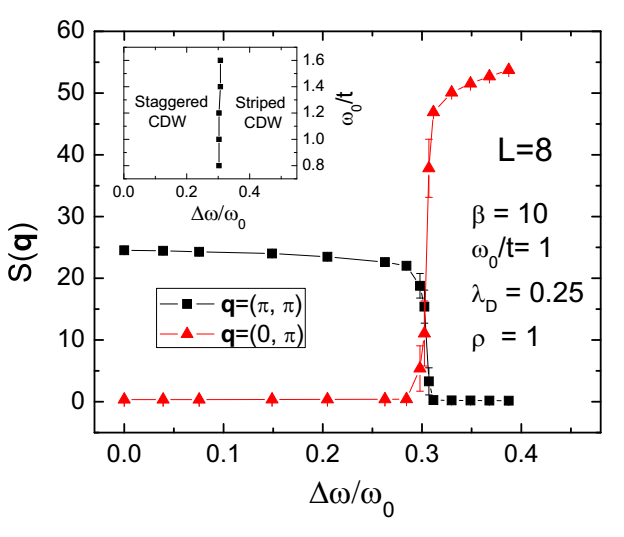 60
50
40
30
20
10
0
S(q)
0.0 0.1 0.2 0.3 0.4
Δω/ω₀
Staggered CDW
Striped CDW
1.6
1.4
1.2
1.0
0.8
ω₀/t
0.0 0.2 0.4
Δω/ω₀
q=(π, π)
q=(0, π)
L=8
β = 10
ω₀/t= 1
λ_D = 0.25
ρ = 1